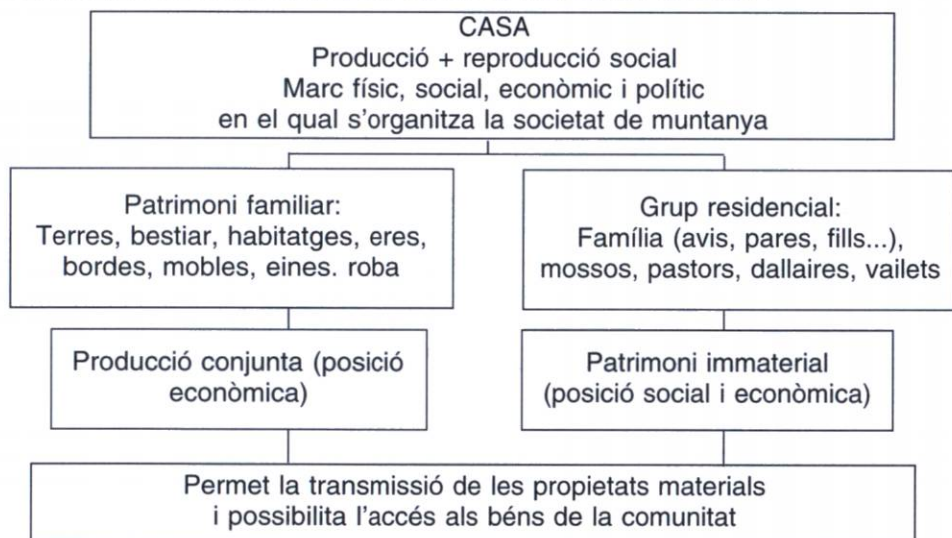 CASA
Producció + reproducció social
Marc físic, social, econòmic i polític
en el qual s'organitza la societat de muntanya
Patrimoni familiar:
Terres, bestiar, habitatges, eres,
bordes, mobles, eines. roba
Grup residencial:
Família (avis, pares, fills...),
mossos, pastors, dallaires, vailets
Producció conjunta (posició
econòmica)
Patrimoni immaterial
(posició social i econòmica)
Permet la transmissió de les propietats materials
i possibilita l'accés als béns de la comunitat